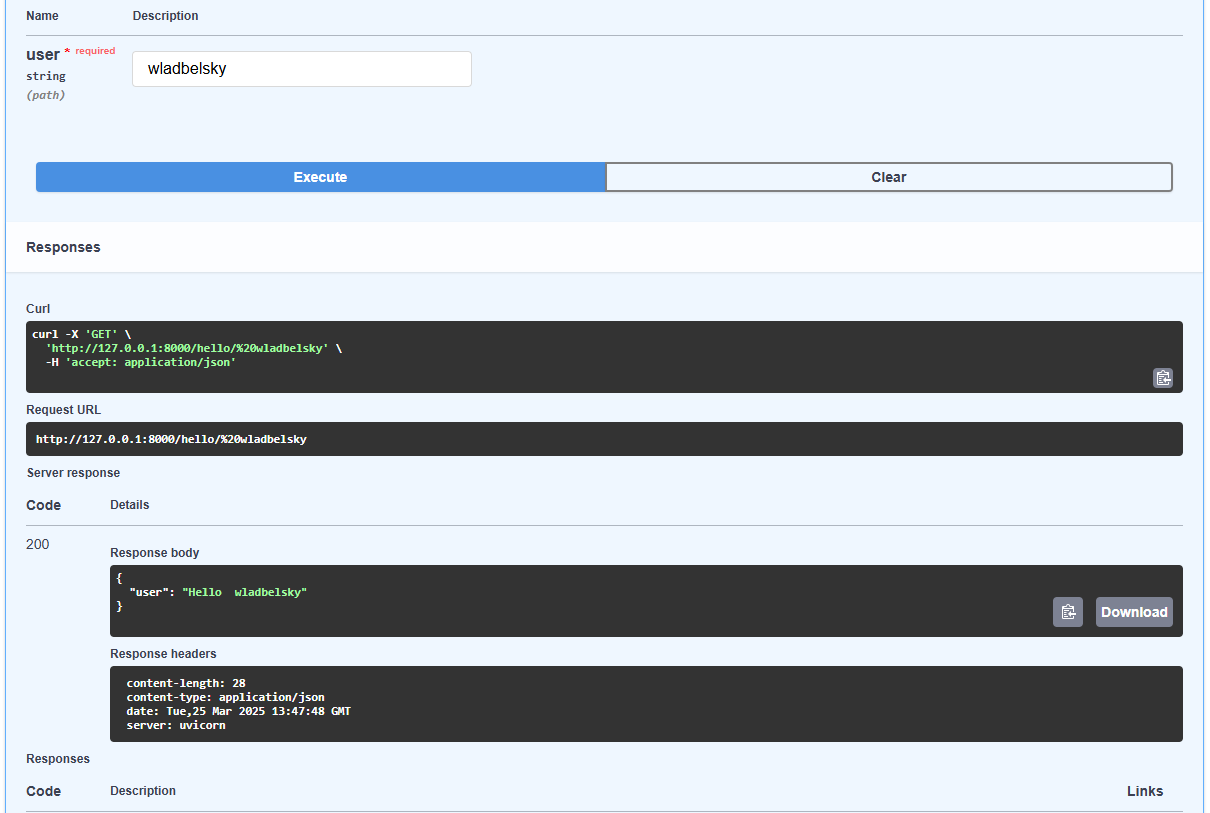 Name Description
user * required
string
(path)
wladbelsky
Execute Clear
Responses
Curl
curl -X 'GET' \
  'http://127.0.0.1:8000/hello/%20wladbelsky' \
  -H 'accept: application/json'
Request URL
http://127.0.0.1:8000/hello/%20wladbelsky
Server response
Code Details
200
Response body
{
  "user": "Hello  wladbelsky"
}
Download
Response headers
content-length: 28
content-type: application/json
date: Tue,25 Mar 2025 13:47:48 GMT
server: uvicorn
Responses
Code Description Links